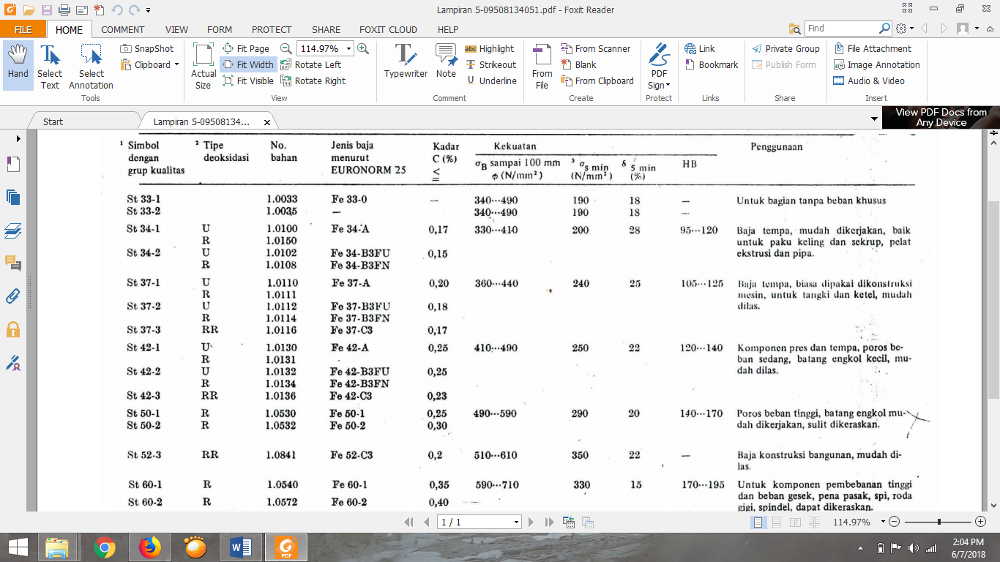 Lampiran 5-09508134051.pdf - Foxit Reader
FILE HOME COMMENT VIEW FORM PROTECT SHARE FOXIT CLOUD HELP Find
Hand
Select Text
Select Annotation
SnapShot
Clipboard
Tools
Actual Size
Fit Page
Fit Width
Fit Visible
114.97%
Rotate Left
Rotate Right
View
Typewriter
Note
abc Highlight
Strikeout
U Underline
Comment
From File
From Scanner
Blank
From Clipboard
Create
PDF Sign
Protect
Link
Bookmark
Links
Private Group
Publish Form
Share
File Attachment
Image Annotation
Audio & Video
Insert
Start
Lampiran 5-09508134...
View PDF Docs from
Any Device
1 Simbol 2 Tipe No. Jenis baja Kadar Kekuatan Penggunaan
dengan deoksidasi bahan menurut C (%) σB sampai 100 mm 3 σs min δ 5 min HB
grup kualitas EURONORM 25 ≦ φ (N/mm²) (N/mm²) (%)
St 33-1 1.0033 Fe 33-0 — 340···490 190 18 — Untuk bagian tanpa beban khusus
St 33-2 1.0035 — 340···490 190 18 —
St 34-1 U 1.0100 Fe 34-A 0,17 330···410 200 28 95···120 Baja tempa, mudah dikerjakan, baik
R 1.0150 untuk paku keling dan sekrup, pelat
St 34-2 U 1.0102 Fe 34-B3FU 0,15 ekstrusi dan pipa.
R 1.0108 Fe 34-B3FN
St 37-1 U 1.0110 Fe 37-A 0,20 360···440 240 25 105···125 Baja tempa, biasa dipakai dikonstruksi
R 1.0111 mesin, untuk tangki dan ketel, mudah
St 37-2 U 1.0112 Fe 37-B3FU 0,18 dilas.
R 1.0114 Fe 37-B3FN
St 37-3 RR 1.0116 Fe 37-C3 0,17
St 42-1 U 1.0130 Fe 42-A 0,25 410···490 250 22 120···140 Komponen pres dan tempa, poros be-
R 1.0131 ban sedang, batang engkol kecil, mu-
St 42-2 U 1.0132 Fe 42-B3FU 0,25 dah dilas.
R 1.0134 Fe 42-B3FN
St 42-3 RR 1.0136 Fe 42-C3 0,23
St 50-1 R 1.0530 Fe 50-1 0,25 490···590 290 20 140···170 Poros beban tinggi, batang engkol mu-
St 50-2 R 1.0532 Fe 50-2 0,30 dah dikerjakan, sulit dikeraskan.
St 52-3 RR 1.0841 Fe 52-C3 0,2 510···610 350 22 — Baja konstruksi bangunan, mudah di-
las.
St 60-1 R 1.0540 Fe 60-1 0,35 590···710 330 15 170···195 Untuk komponen pembebanan tinggi
dan beban gesek, pena pasak, spi, roda
St 60-2 R 1.0572 Fe 60-2 0,40 gigi, spindel, dapat dikeraskan.
1 / 1
114.97%
PDF
2:04 PM
6/7/2018